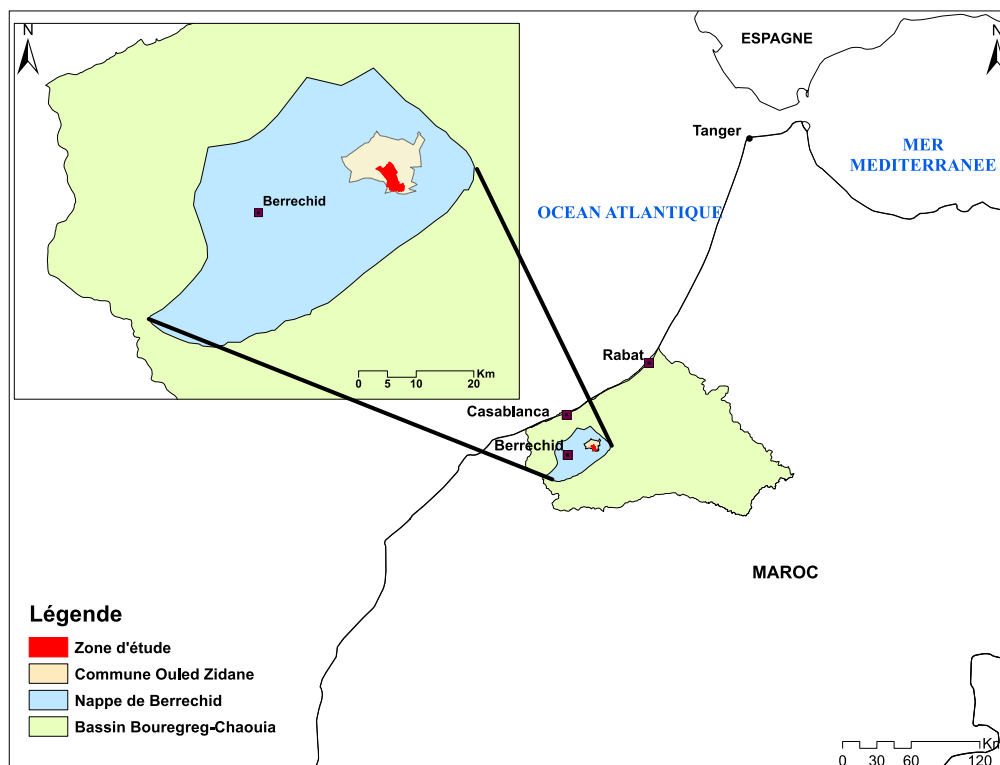 N
Berrechid
Km
0 5 10 20
ESPAGNE
N
Tanger
MER
MEDITERRANEE
OCEAN ATLANTIQUE
Rabat
Casablanca
Berrechid
MAROC
Légende
Zone d'étude
Commune Ouled Zidane
Nappe de Berrechid
Bassin Bouregreg-Chaouia
Km
0 30 60 120